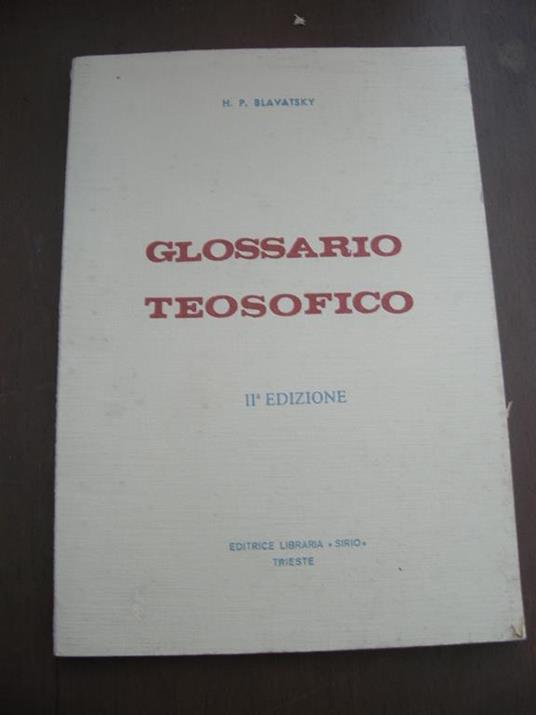 H. P. BLAVATSKY
GLOSSARIO
TEOSOFICO
IIª EDIZIONE
EDITRICE LIBRARIA «SIRIO»
TRIESTE